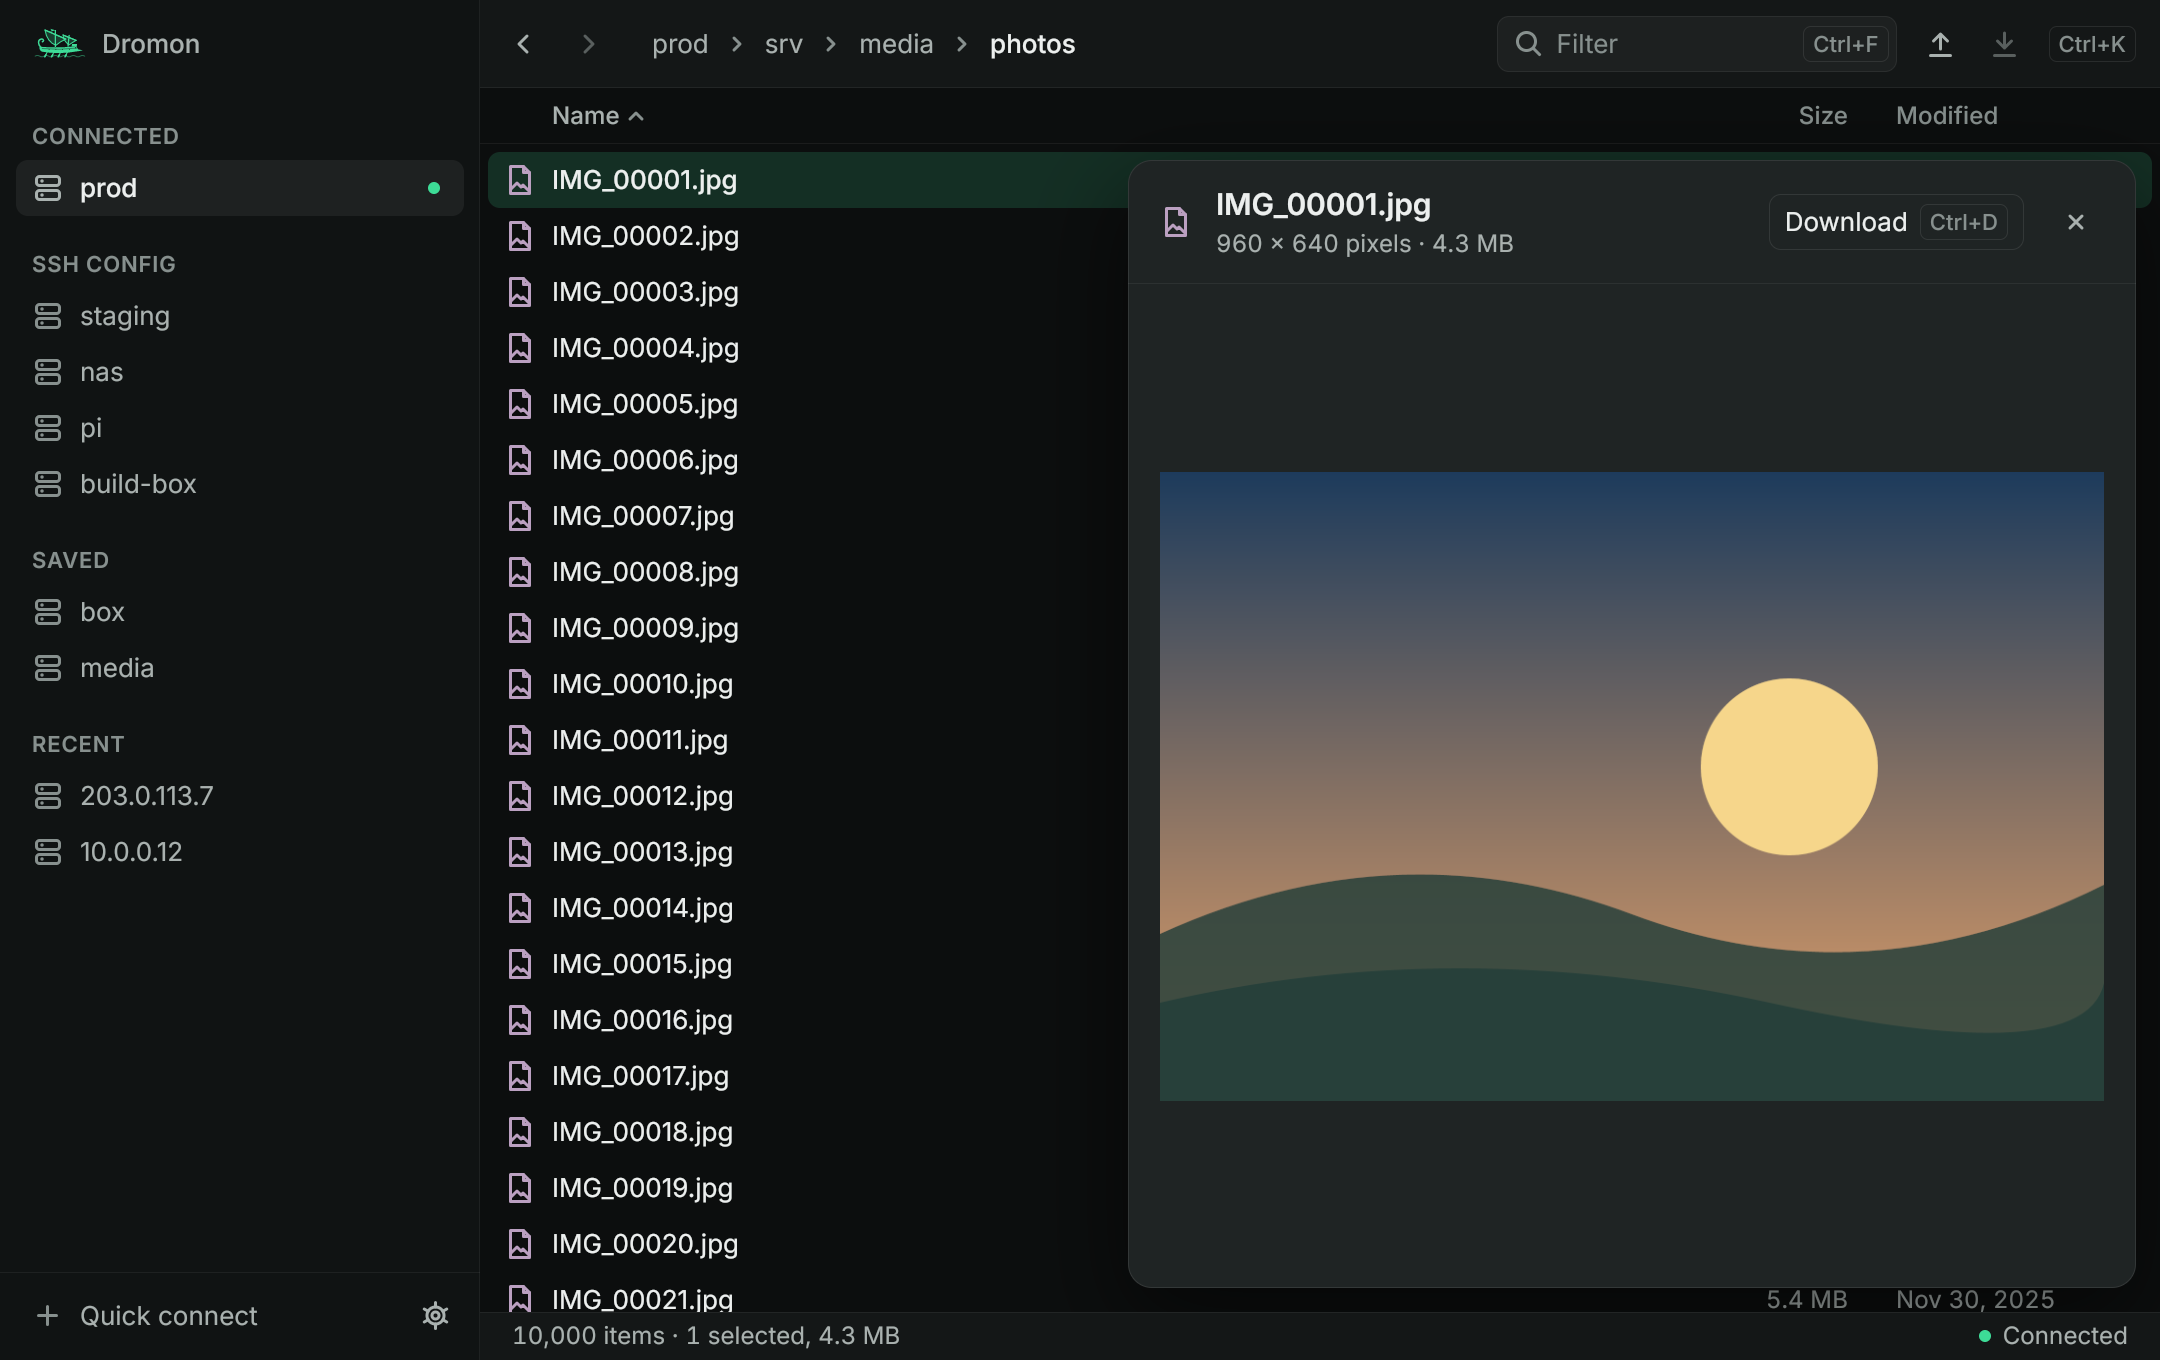 Dromon
CONNECTED
prod
SSH CONFIG
staging
nas
pi
build-box
SAVED
box
media
RECENT
203.0.113.7
10.0.0.12
Quick connect
prod > srv > media > photos
Filter Ctrl+F
Ctrl+K
Name Size Modified
IMG_00001.jpg
IMG_00002.jpg
IMG_00003.jpg
IMG_00004.jpg
IMG_00005.jpg
IMG_00006.jpg
IMG_00007.jpg
IMG_00008.jpg
IMG_00009.jpg
IMG_00010.jpg
IMG_00011.jpg
IMG_00012.jpg
IMG_00013.jpg
IMG_00014.jpg
IMG_00015.jpg
IMG_00016.jpg
IMG_00017.jpg
IMG_00018.jpg
IMG_00019.jpg
IMG_00020.jpg
IMG_00021.jpg 5.4 MB Nov 30, 2025
IMG_00001.jpg
960 × 640 pixels · 4.3 MB
Download Ctrl+D
10,000 items · 1 selected, 4.3 MB
Connected